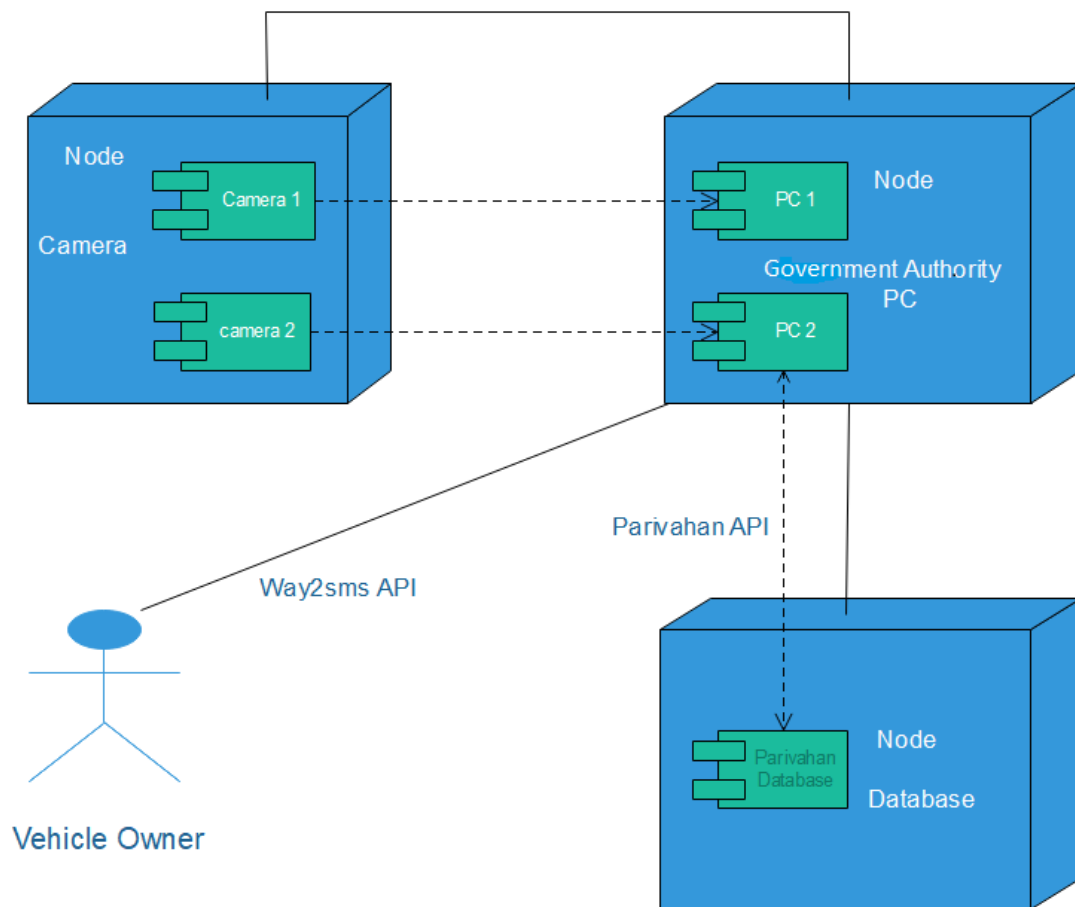 Node
Camera 1
Camera
camera 2
PC 1
Node
Government Authority
PC
PC 2
Parivahan API
Way2sms API
Vehicle Owner
Parivahan
Database
Node
Database